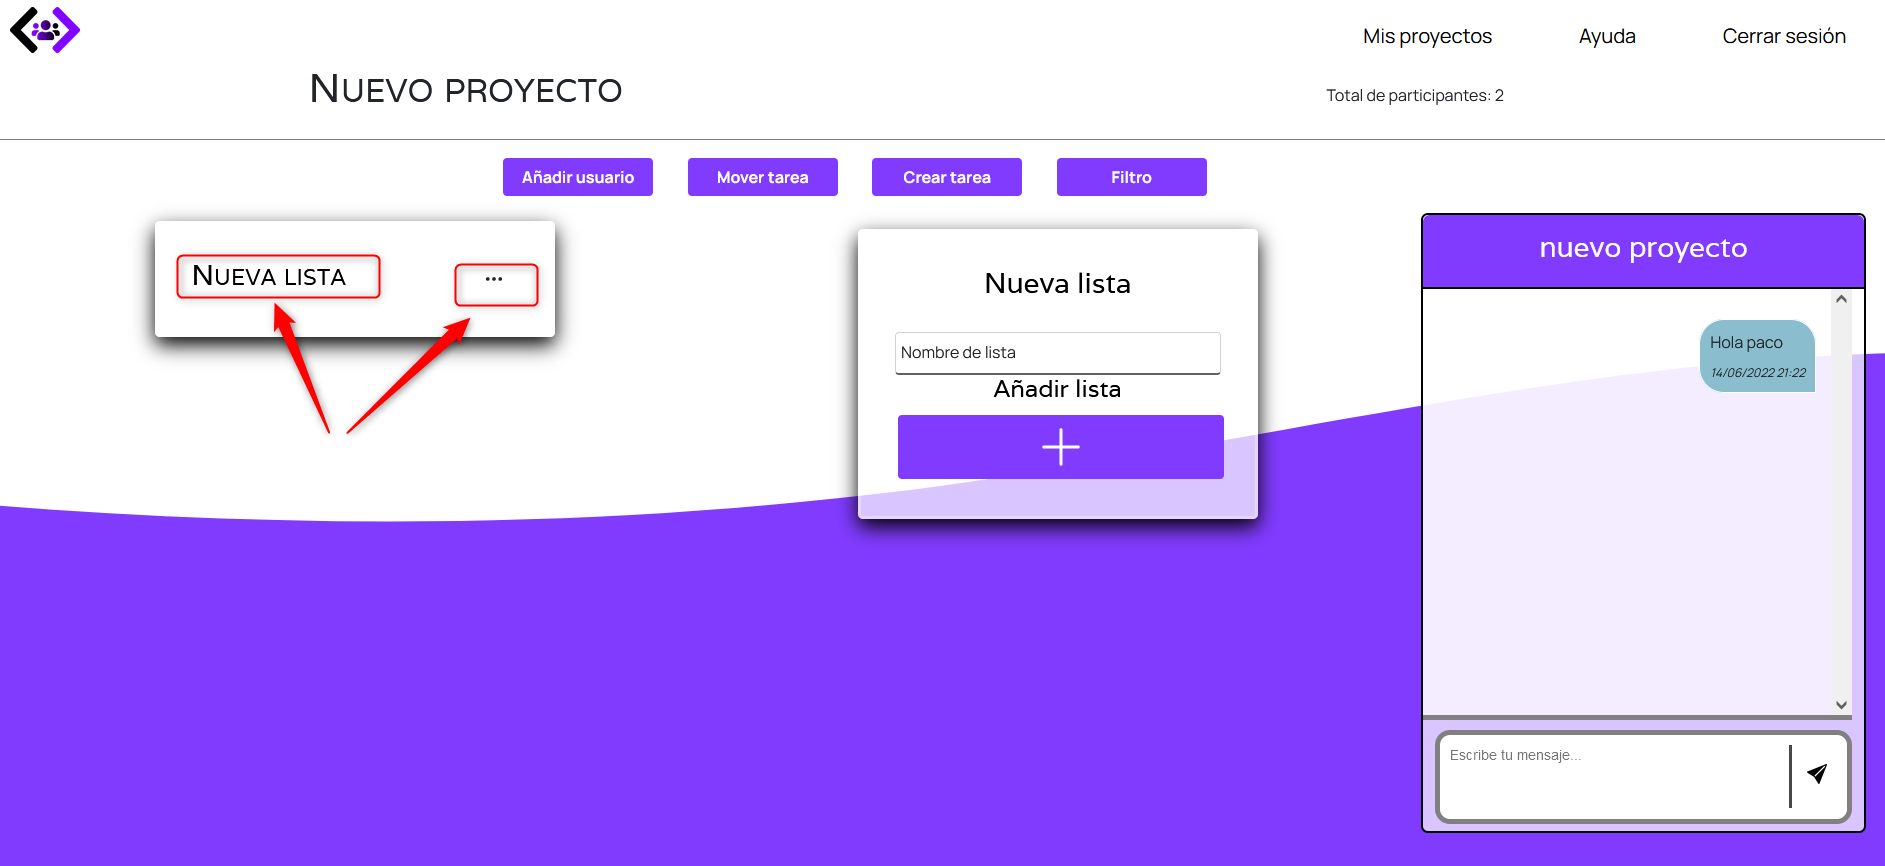 Mis proyectos
Ayuda
Cerrar sesión
NUEVO PROYECTO
Total de participantes: 2
Añadir usuario
Mover tarea
Crear tarea
Filtro
NUEVA LISTA
...
Nueva lista
Nombre de lista
Añadir lista
nuevo proyecto
Hola paco
14/06/2022 21:22
Escribe tu mensaje...